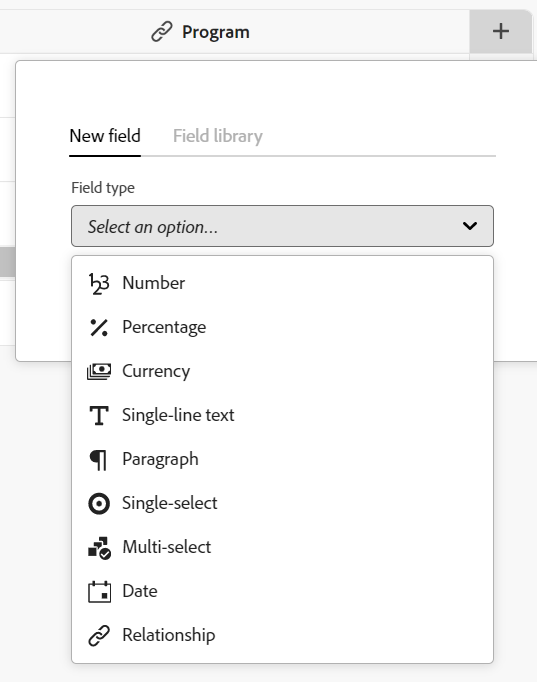 Program
New field Field library
Field type
Select an option...
Number
Percentage
Currency
Single-line text
Paragraph
Single-select
Multi-select
Date
Relationship